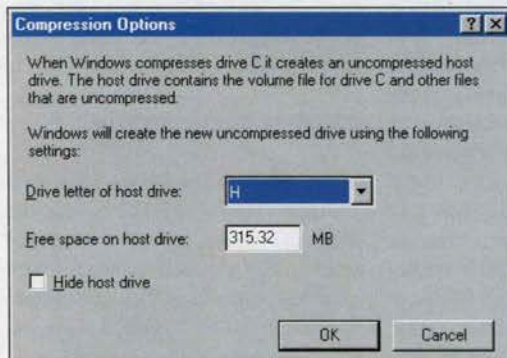 Compression Options
When Windows compresses drive C it creates an uncompressed host
drive. The host drive contains the volume file for drive C and other files
that are uncompressed.
Windows will create the new uncompressed drive using the following
settings:
Drive letter of host drive: H
Free space on host drive: 315.32 MB
Hide host drive
OK Cancel